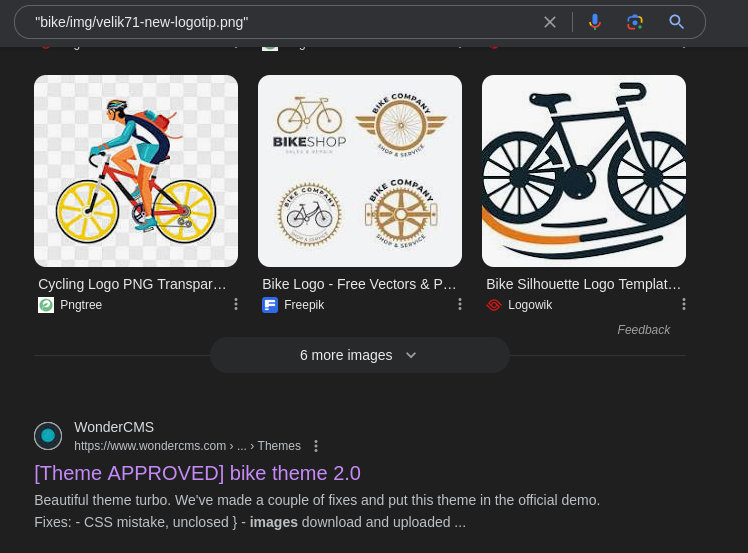 "bike/img/velik71-new-logotip.png"
BIKESHOP
SALES & REPAIR
BIKE COMPANY
SHOP & SERVICE
BIKE COMPANY
SHOP & SERVICE
BIKE COMPANY
SHOP & SERVICE
Cycling Logo PNG Transpar…
Bike Logo - Free Vectors & P…
Bike Silhouette Logo Templat…
Pngtree
Freepik
Logowik
Feedback
6 more images
WonderCMS
https://www.wondercms.com › ... › Themes
[Theme APPROVED] bike theme 2.0
Beautiful theme turbo. We've made a couple of fixes and put this theme in the official demo.
Fixes: - CSS mistake, unclosed } - images download and uploaded ...